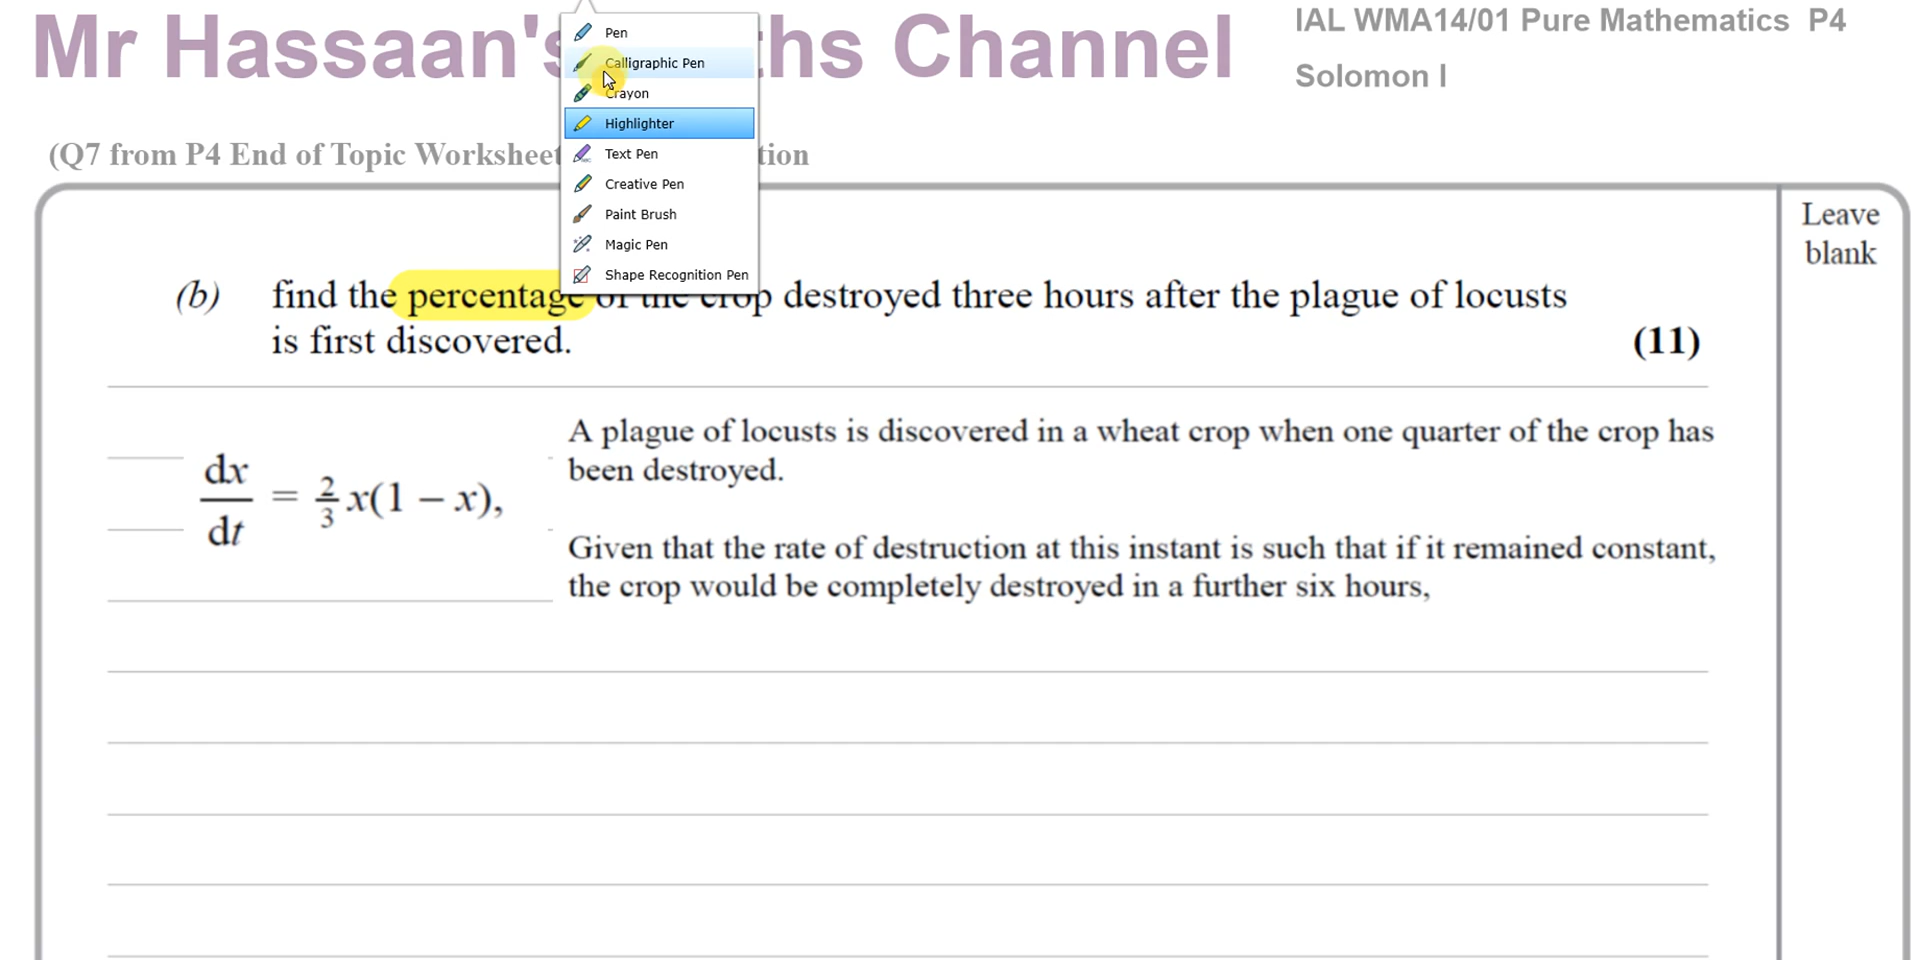 Mr Hassaan's ths Channel
IAL WMA14/01 Pure Mathematics P4
Solomon I
Pen
Calligraphic Pen
Crayon
Highlighter
Text Pen
Creative Pen
Paint Brush
Magic Pen
Shape Recognition Pen
(Q7 from P4 End of Topic Worksheet tion
Leave
blank
(b) find the percentage of the crop destroyed three hours after the plague of locusts
is first discovered.
(11)
dx/dt = 2/3 x(1 – x),
A plague of locusts is discovered in a wheat crop when one quarter of the crop has
been destroyed.
Given that the rate of destruction at this instant is such that if it remained constant,
the crop would be completely destroyed in a further six hours,